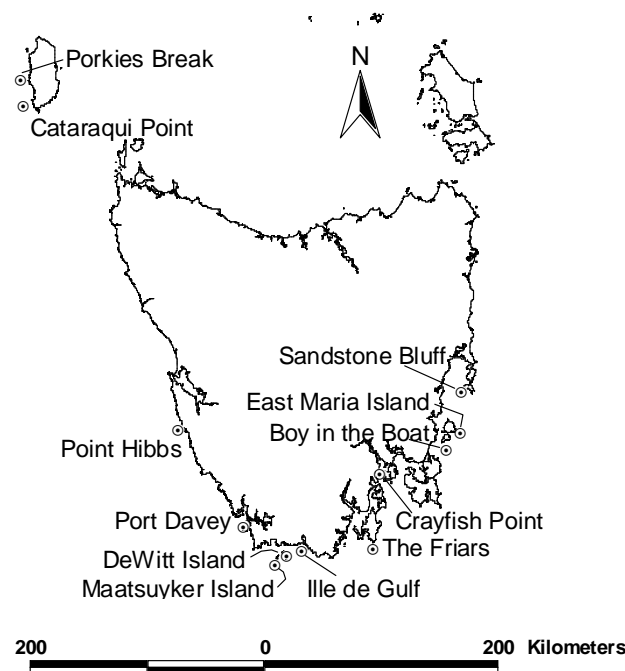 Porkies Break
N
Cataraqui Point
Sandstone Bluff
East Maria Island
Boy in the Boat
Point Hibbs
Port Davey
Crayfish Point
The Friars
DeWitt Island
Maatsuyker Island
Ille de Gulf
200 0 200 Kilometers